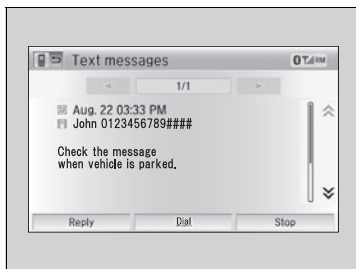 Text messages
1/1
Aug. 22 03:33 PM
John 0123456789####
Check the message
when vehicle is parked.
Reply Dial Stop